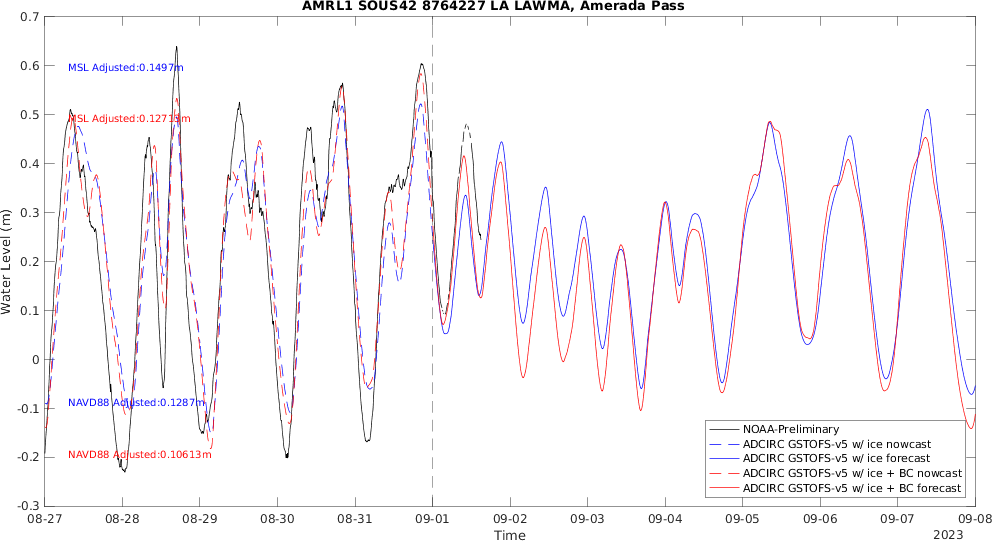 AMRL1 SOUS42 8764227 LA LAWMA, Amerada Pass
0.7
0.6
0.5
0.4
0.3
0.2
0.1
0
-0.1
-0.2
-0.3
Water Level (m)
MSL Adjusted:0.1497m
MSL Adjusted:0.12715m
NAVD88 Adjusted:0.1287m
NAVD88 Adjusted:0.10613m
NOAA-Preliminary
ADCIRC GSTOFS-v5 w/ ice nowcast
ADCIRC GSTOFS-v5 w/ ice forecast
ADCIRC GSTOFS-v5 w/ ice + BC nowcast
ADCIRC GSTOFS-v5 w/ ice + BC forecast
08-27 08-28 08-29 08-30 08-31 09-01 09-02 09-03 09-04 09-05 09-06 09-07 09-08
Time
2023